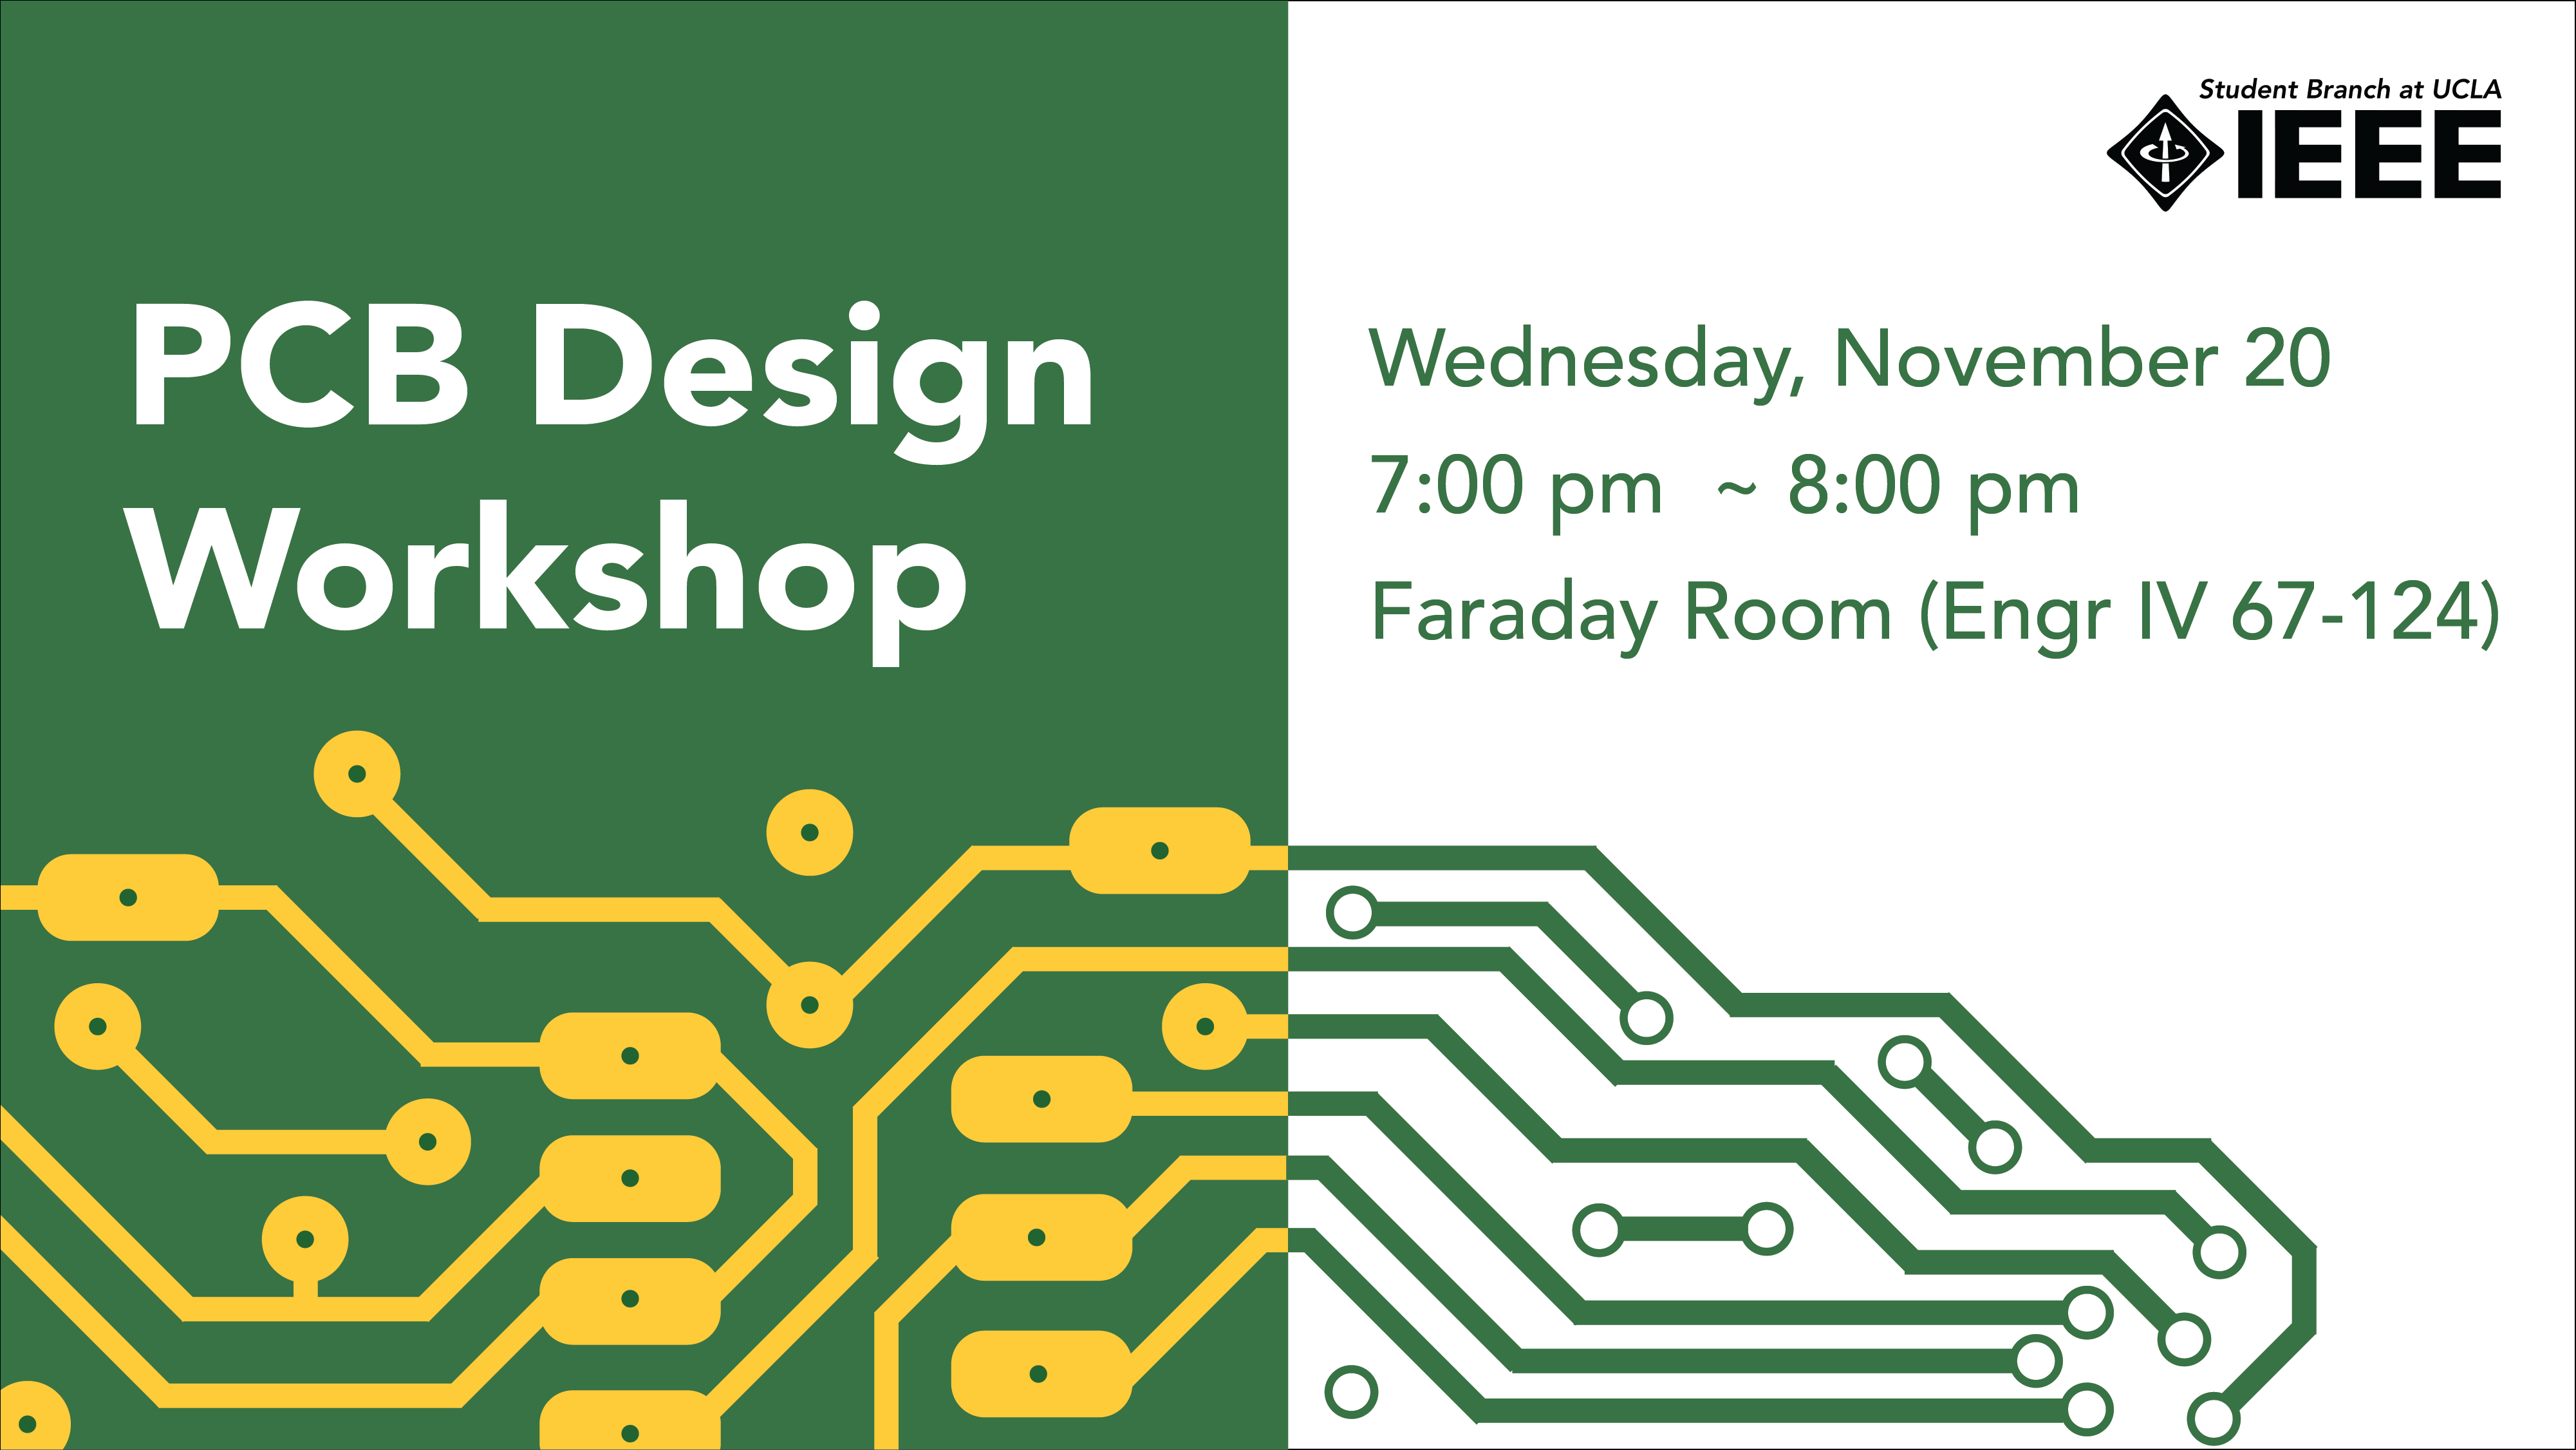 PCB Design
Workshop
Student Branch at UCLA
IEEE
Wednesday, November 20
7:00 pm ~ 8:00 pm
Faraday Room (Engr IV 67-124)